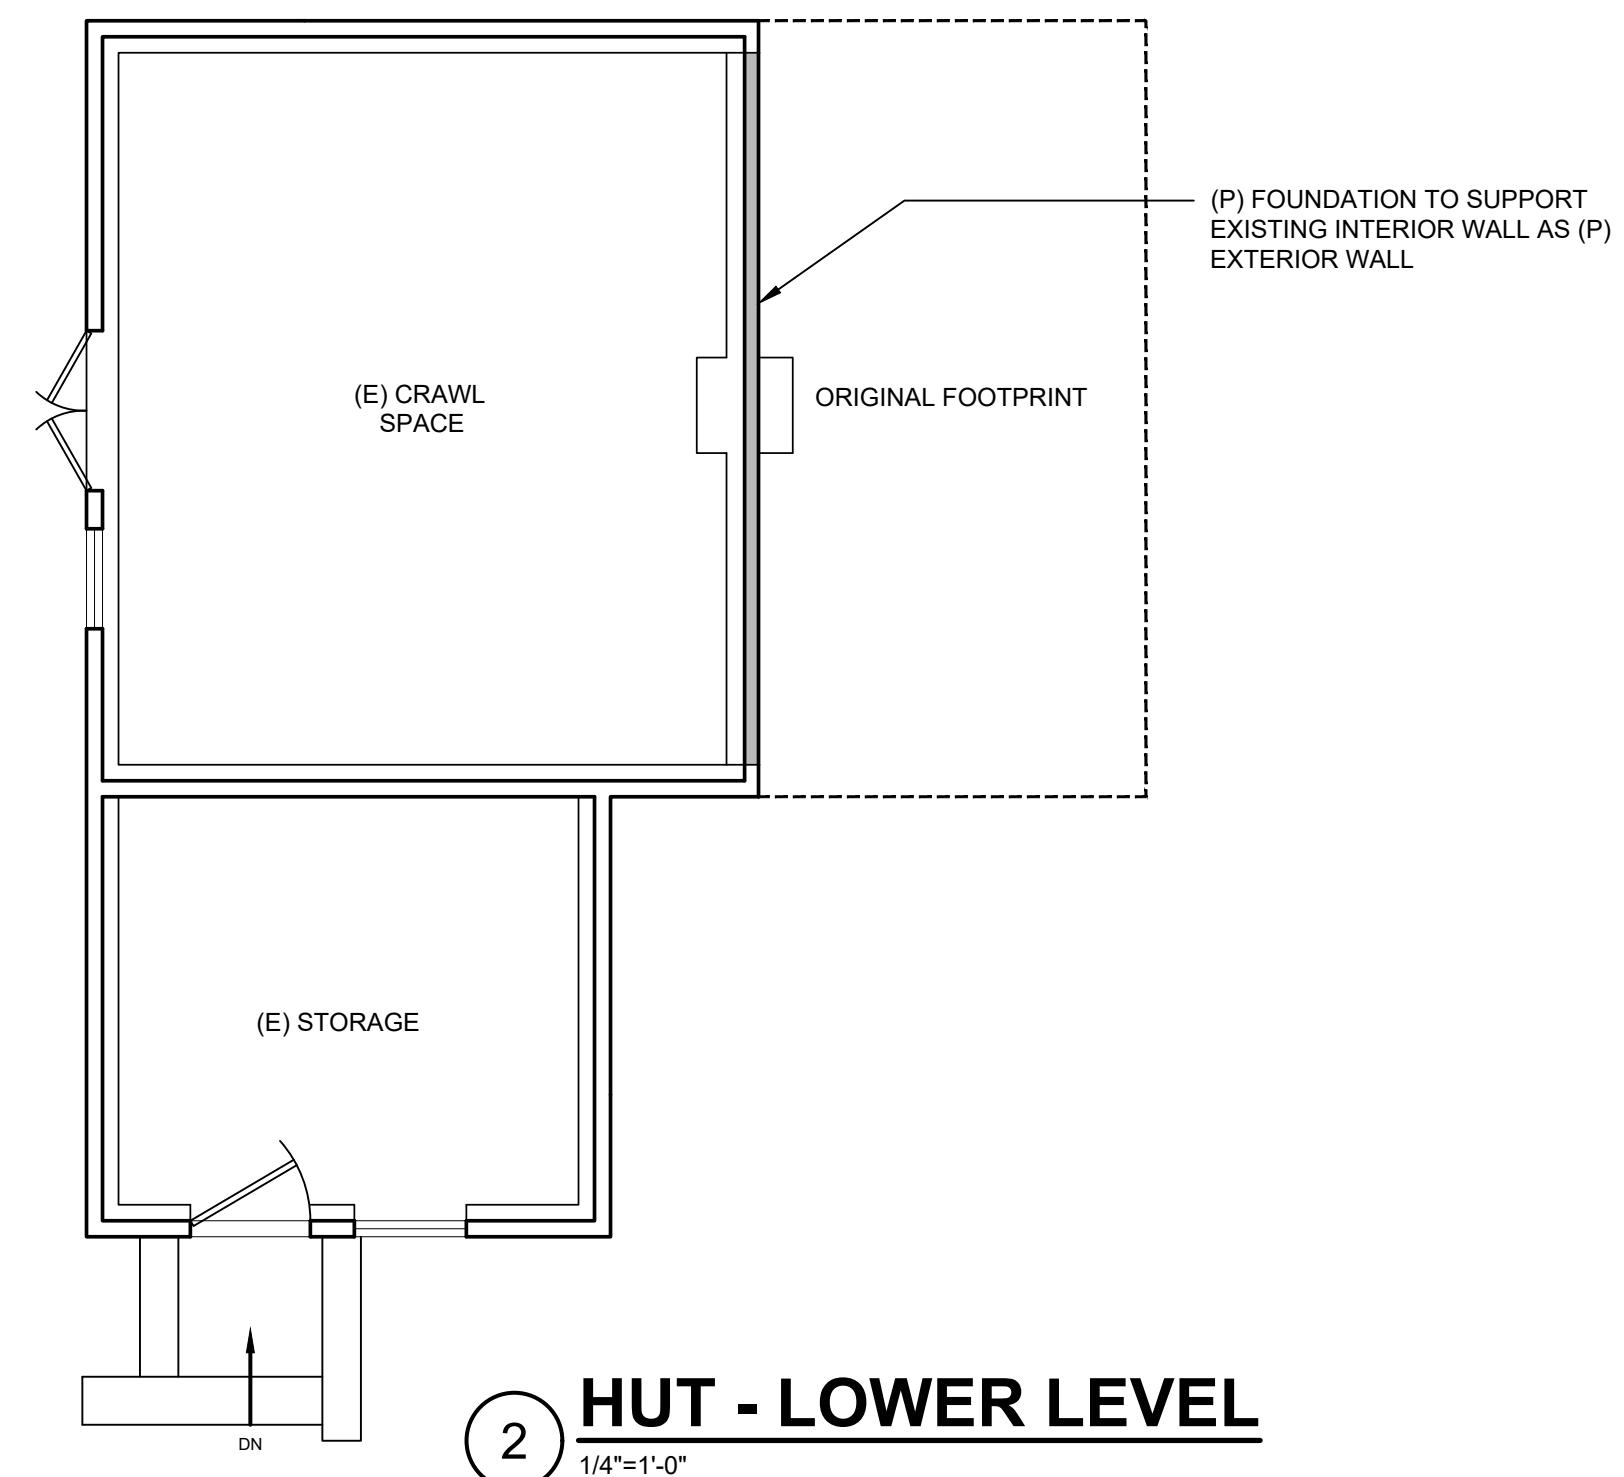 (P) FOUNDATION TO SUPPORT
EXISTING INTERIOR WALL AS (P)
EXTERIOR WALL
(E) CRAWL
SPACE
ORIGINAL FOOTPRINT
(E) STORAGE
DN
2
HUT - LOWER LEVEL
1/4"=1'-0"